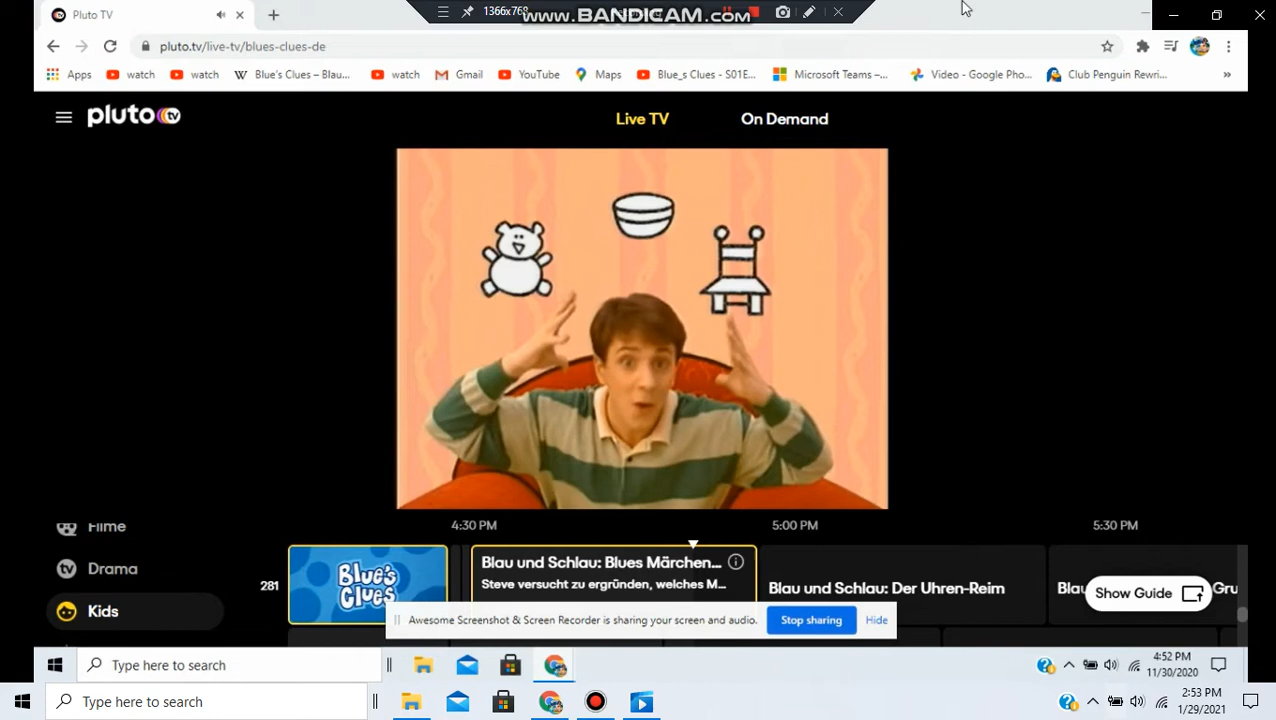 Pluto TV
1366x768
www.BANDICAM.com
pluto.tv/live-tv/blues-clues-de
Apps watch watch Blue's Clues – Blau... watch Gmail YouTube Maps Blue_s Clues - S01E... Microsoft Teams –... Video - Google Pho... Club Penguin Rewri... »
pluto tv
Live TV On Demand
4:30 PM 5:00 PM 5:30 PM
Filme
Drama
Kids
281
BLUE'S CLUES
Blau und Schlau: Blues Märchen...
Steve versucht zu ergründen, welches M...
Blau und Schlau: Der Uhren-Reim
Blau
Gru
Show Guide
Awesome Screenshot & Screen Recorder is sharing your screen and audio. Stop sharing Hide
Type here to search
4:52 PM
11/30/2020
Type here to search
2:53 PM
1/29/2021